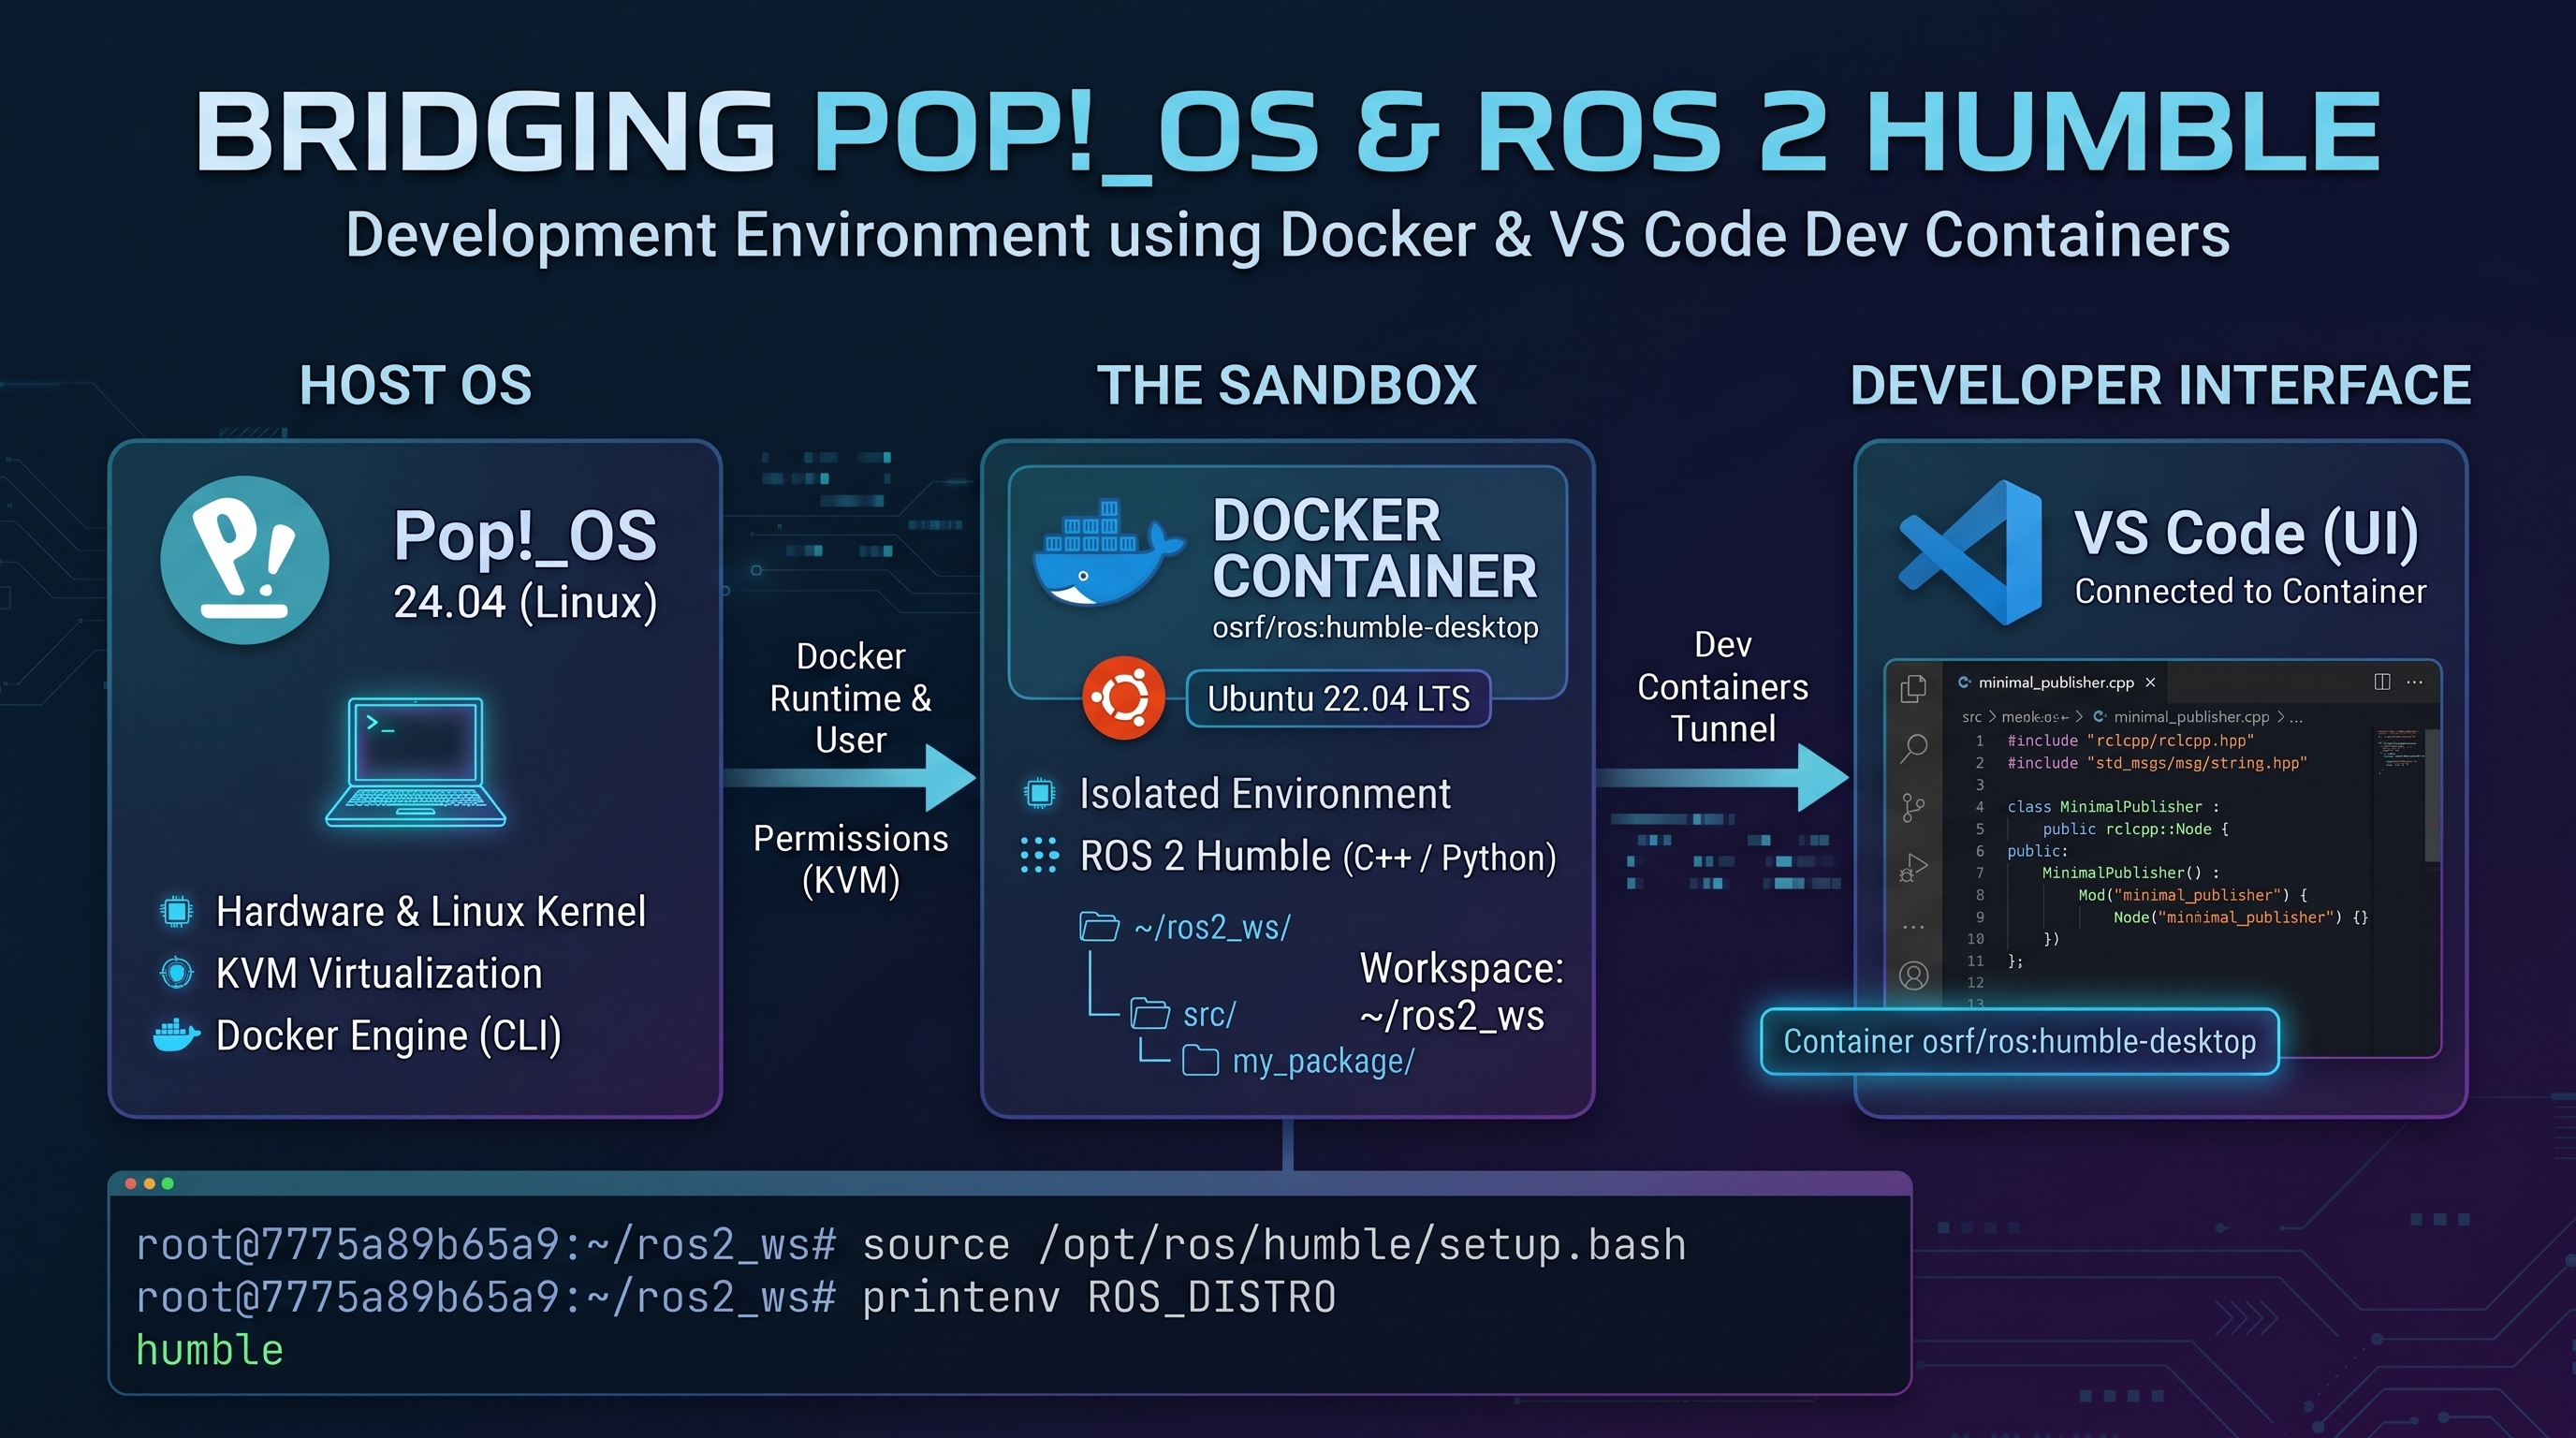 BRIDGING POP!_OS & ROS 2 HUMBLE
Development Environment using Docker & VS Code Dev Containers
HOST OS
Pop!_OS
24.04 (Linux)
>_
Hardware & Linux Kernel
KVM Virtualization
Docker Engine (CLI)
Docker
Runtime &
User
Permissions
(KVM)
THE SANDBOX
DOCKER
CONTAINER
osrf/ros:humble-desktop
Ubuntu 22.04 LTS
Isolated Environment
ROS 2 Humble (C++ / Python)
~/ros2_ws/
src/
my_package/
Workspace:
~/ros2_ws
Dev
Containers
Tunnel
DEVELOPER INTERFACE
VS Code (UI)
Connected to Container
minimal_publisher.cpp ×
src > minimal_publisher.cpp > ...
1 #include "rclcpp/rclcpp.hpp"
2 #include "std_msgs/msg/string.hpp"
3
4 class MinimalPublisher :
5 public rclcpp::Node {
6 public:
7 MinimalPublisher() :
8 Mod("minimal_publisher") {
9 Node("minimal_publisher") {}
10 })
11 };
12
13
Container osrf/ros:humble-desktop
root@7775a89b65a9:~/ros2_ws# source /opt/ros/humble/setup.bash
root@7775a89b65a9:~/ros2_ws# printenv ROS_DISTRO
humble